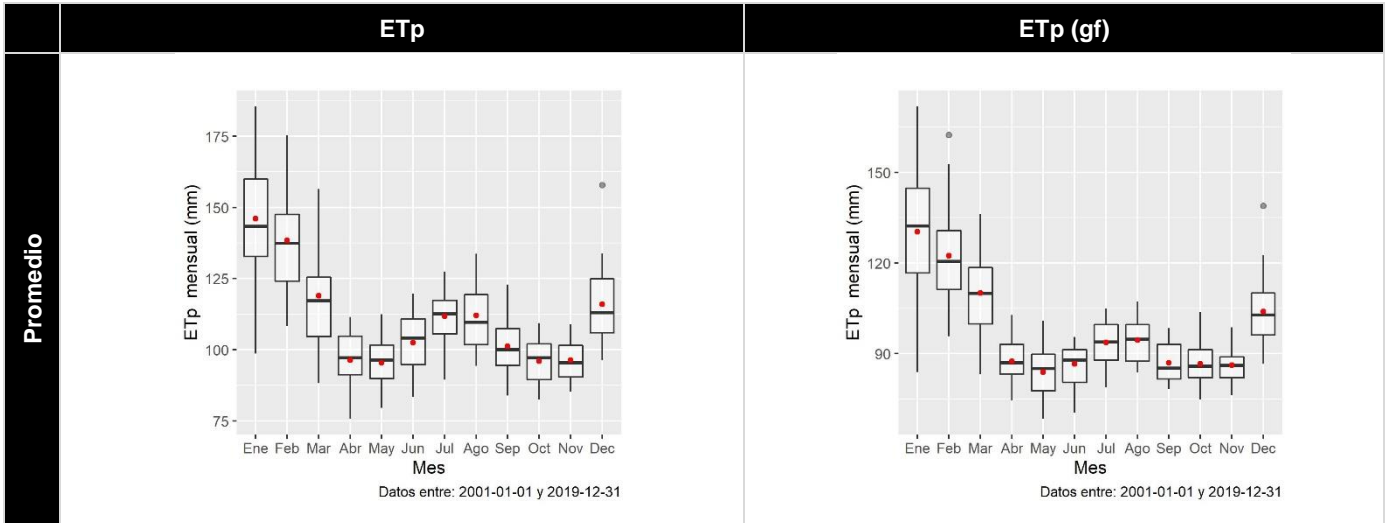 ETp
ETp (gf)
Promedio
ETp mensual (mm)
175
150
125
100
75
Ene Feb Mar Abr May Jun Jul Ago Sep Oct Nov Dec
Mes
Datos entre: 2001-01-01 y 2019-12-31
ETp mensual (mm)
150
120
90
Ene Feb Mar Abr May Jun Jul Ago Sep Oct Nov Dec
Mes
Datos entre: 2001-01-01 y 2019-12-31